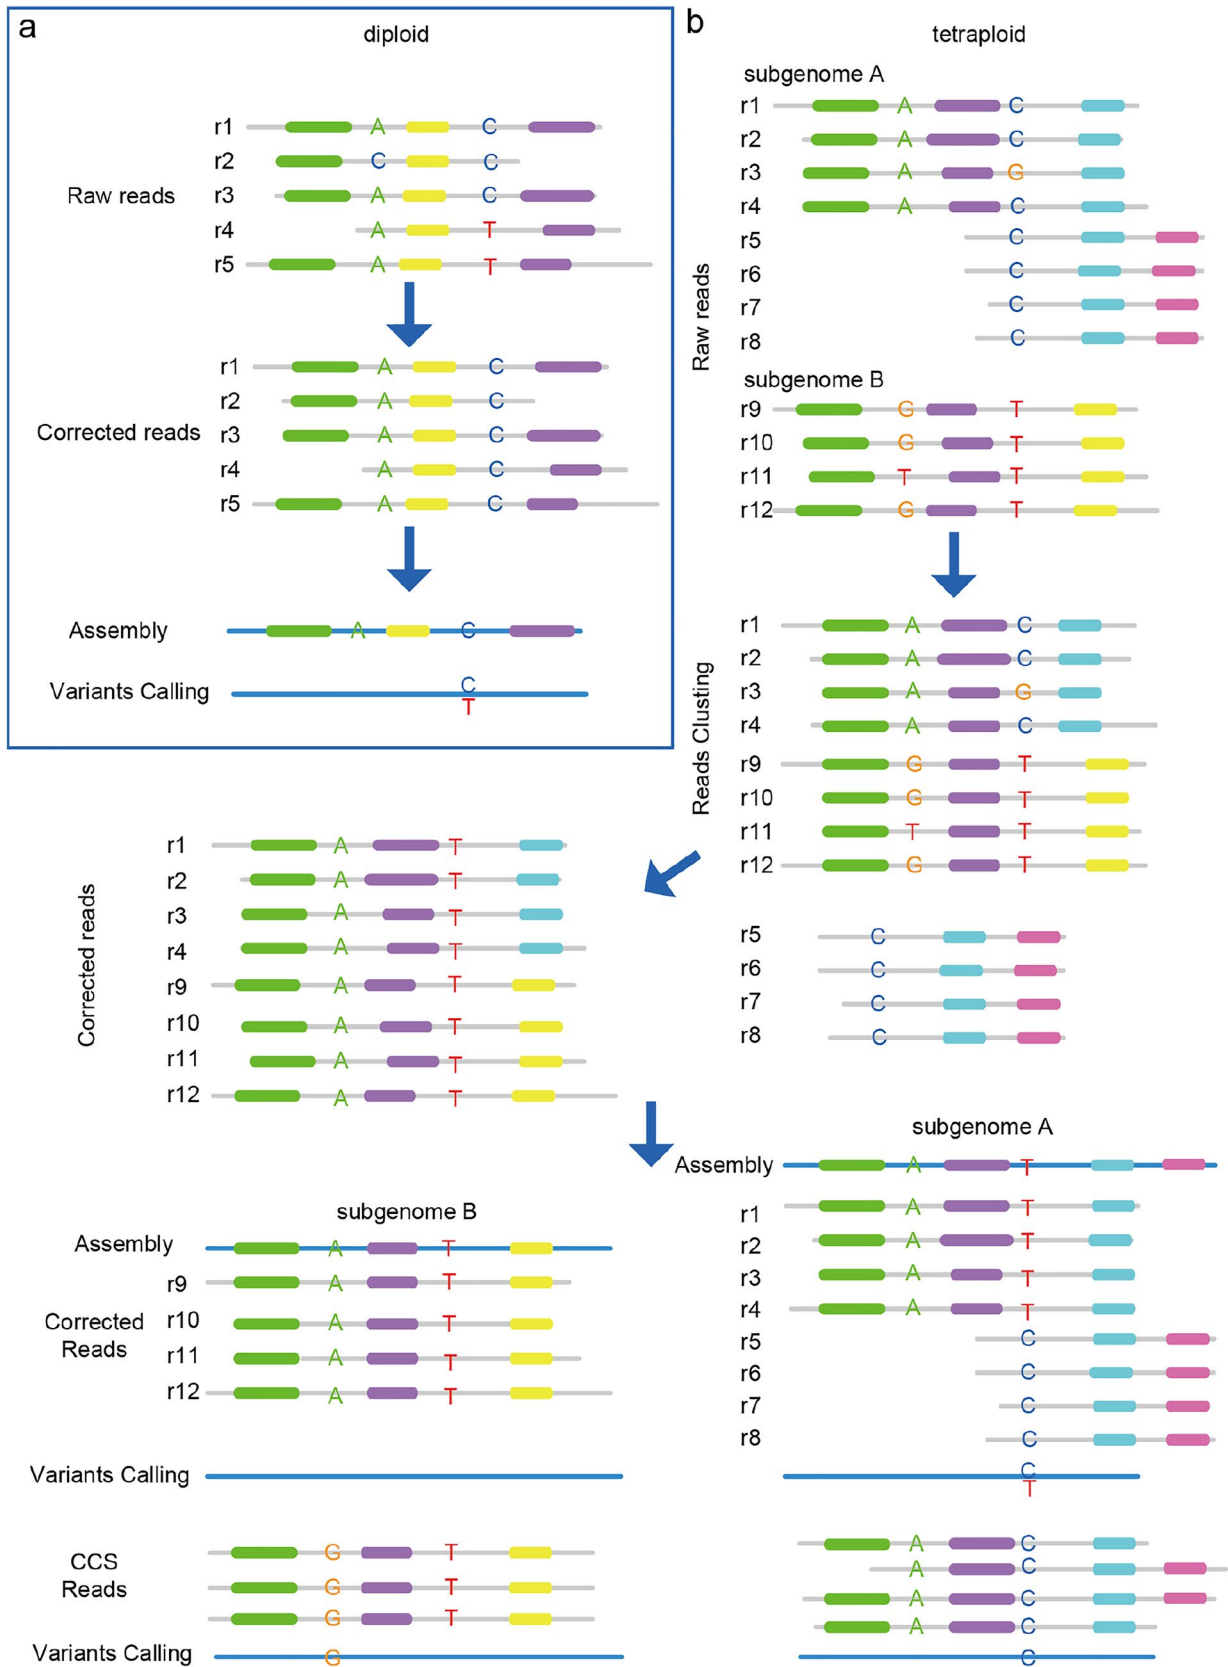 a
diploid
Raw reads
r1 A C
r2 C C
r3 A C
r4 A T
r5 A T
Corrected reads
r1 A C
r2 A C
r3 A C
r4 A C
r5 A C
Assembly A C
Variants Calling C
T
b
tetraploid
Raw reads
subgenome A
r1 A C
r2 A C
r3 A G
r4 A C
r5 C
r6 C
r7 C
r8 C
subgenome B
r9 G T
r10 G T
r11 T T
r12 G T
Reads Clusting
r1 A C
r2 A C
r3 A G
r4 A C
r9 G T
r10 G T
r11 T T
r12 G T
r5 C
r6 C
r7 C
r8 C
Corrected reads
r1 A T
r2 A T
r3 A T
r4 A T
r9 A T
r10 A T
r11 A T
r12 A T
subgenome B
Assembly A T
Corrected
Reads
r9 A T
r10 A T
r11 A T
r12 A T
Variants Calling
CCS
Reads
G T
G T
G T
Variants Calling G
subgenome A
Assembly A T
r1 A T
r2 A T
r3 A T
r4 A T
r5 C
r6 C
r7 C
r8 C
C
T
A C
A C
A C
A C
C